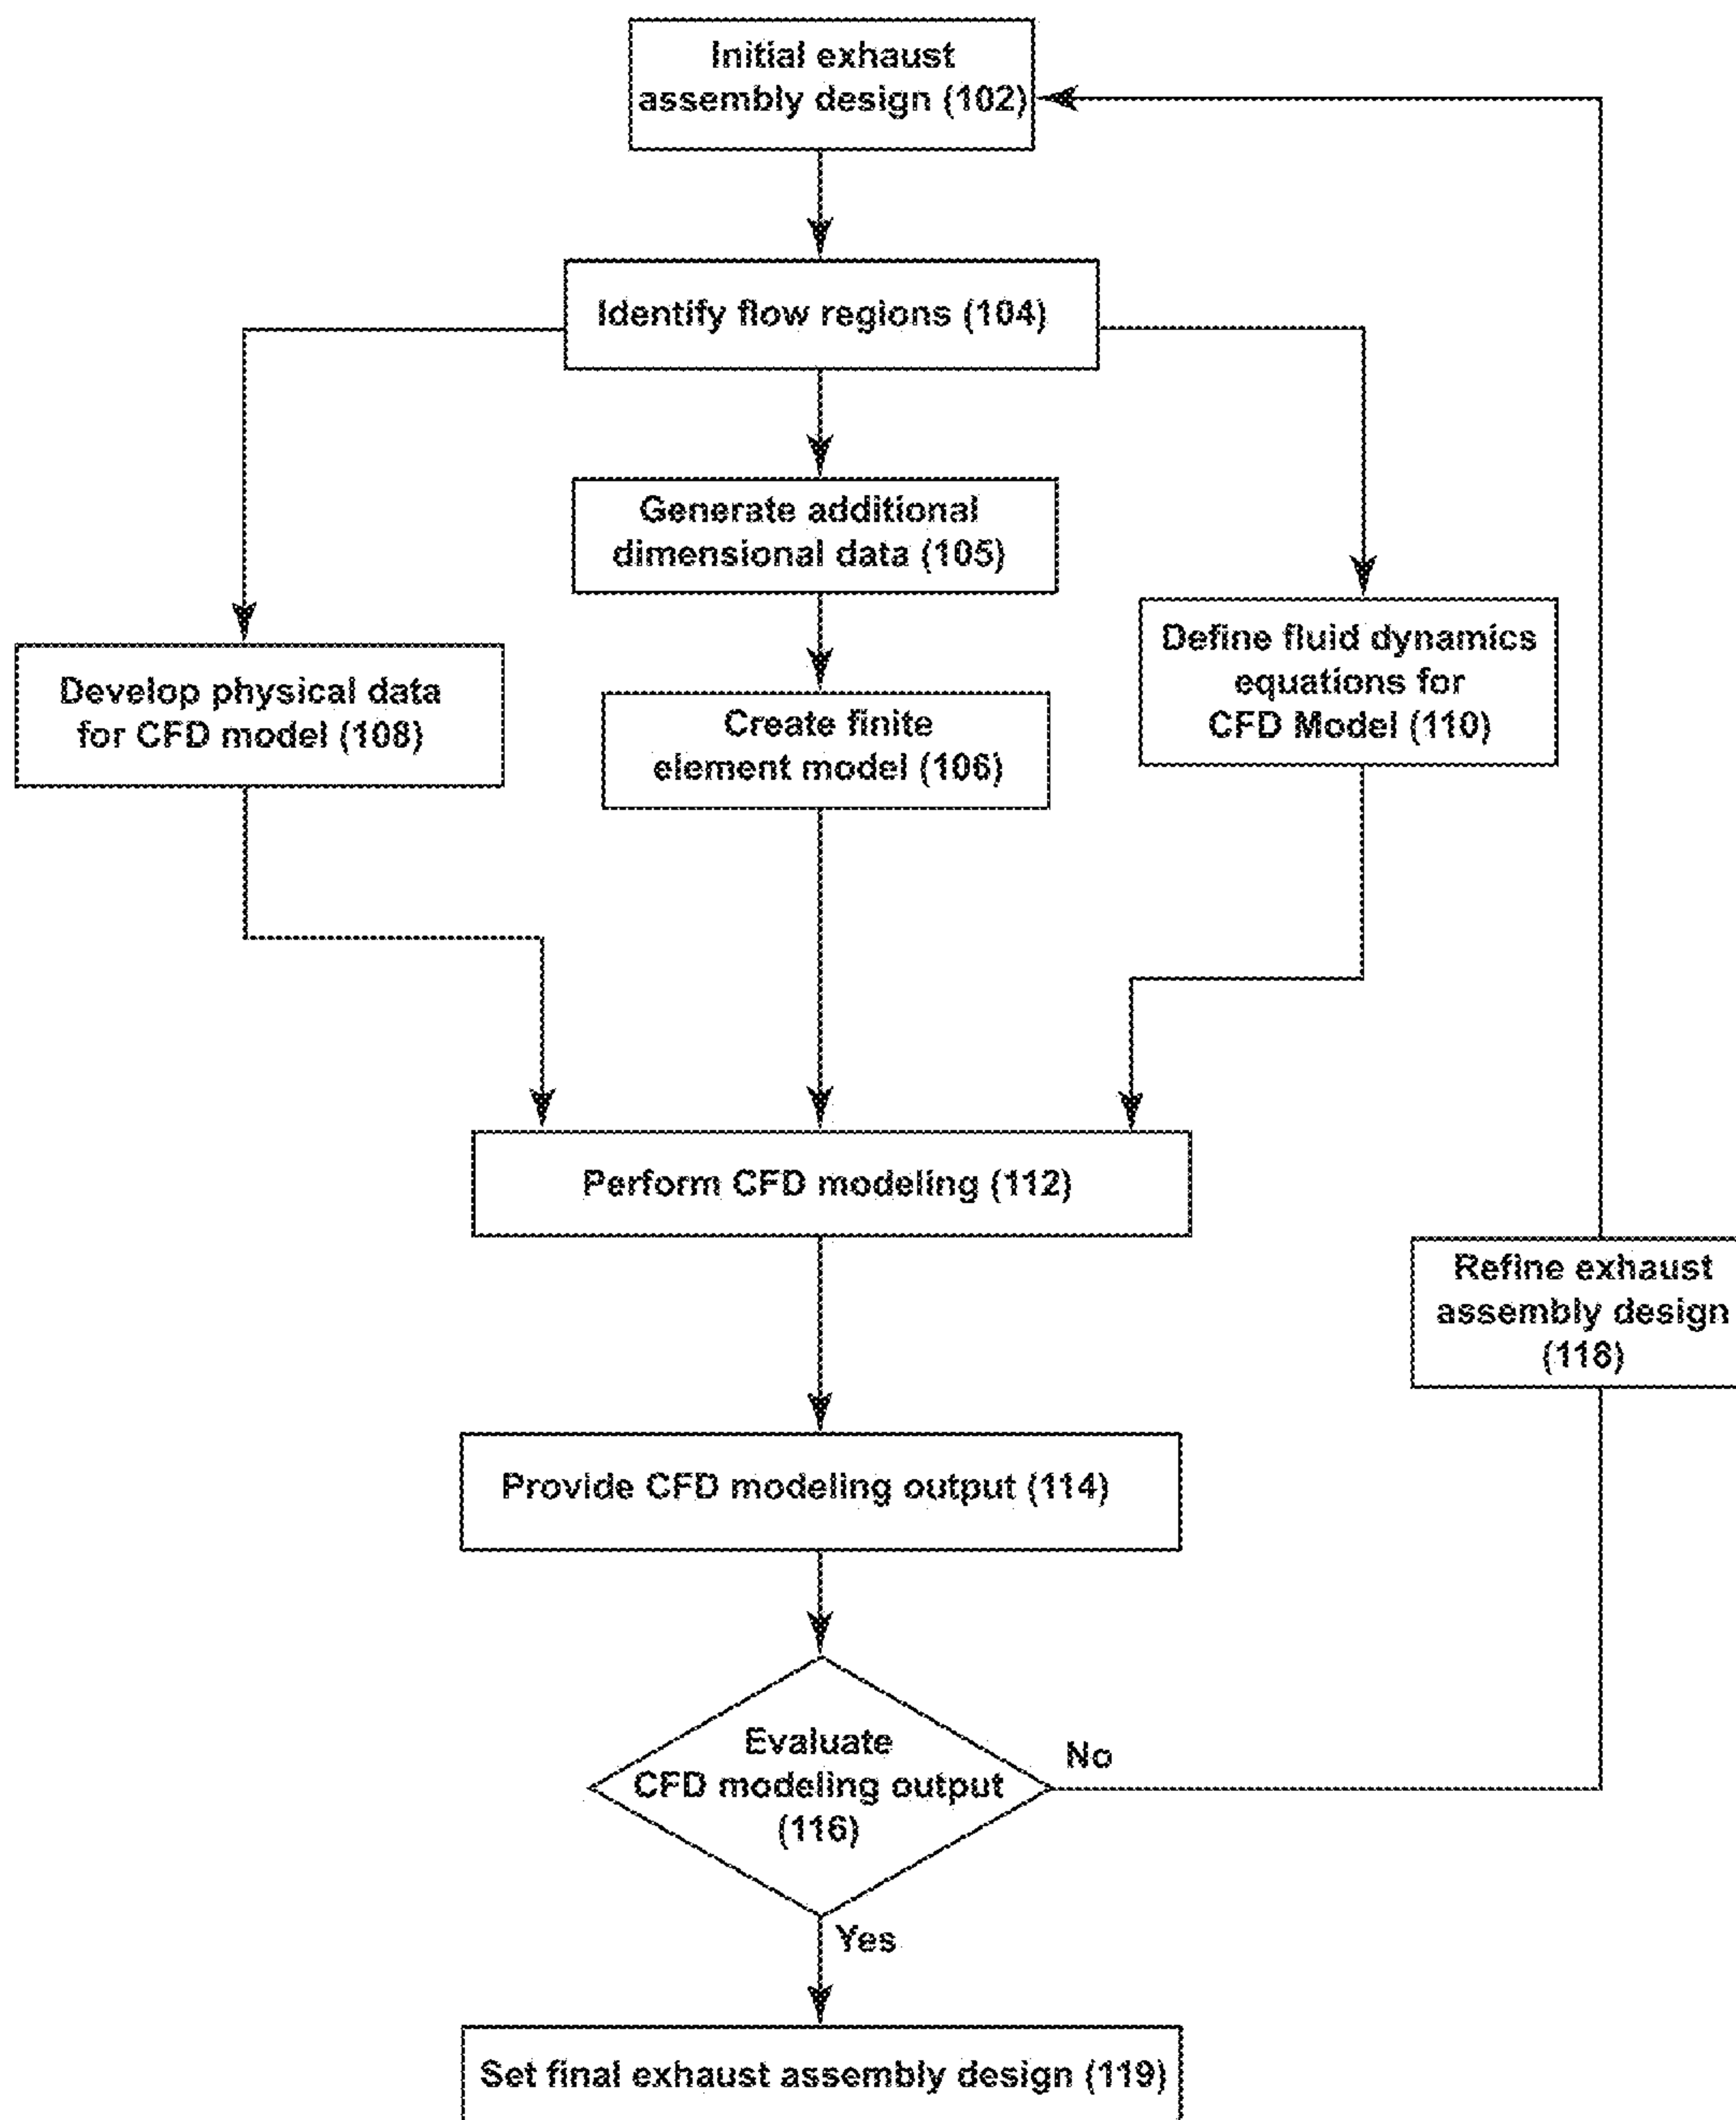 Initial exhaust
assembly design (102)
Identify flow regions (104)
Generate additional
dimensional data (105)
Develop physical data
for CFD model (108)
Create finite
element model (106)
Define fluid dynamics
equations for
CFD Model (110)
Perform CFD modeling (112)
Refine exhaust
assembly design
(118)
Provide CFD modeling output (114)
Evaluate
CFD modeling output
(116)
No
Yes
Set final exhaust assembly design (119)